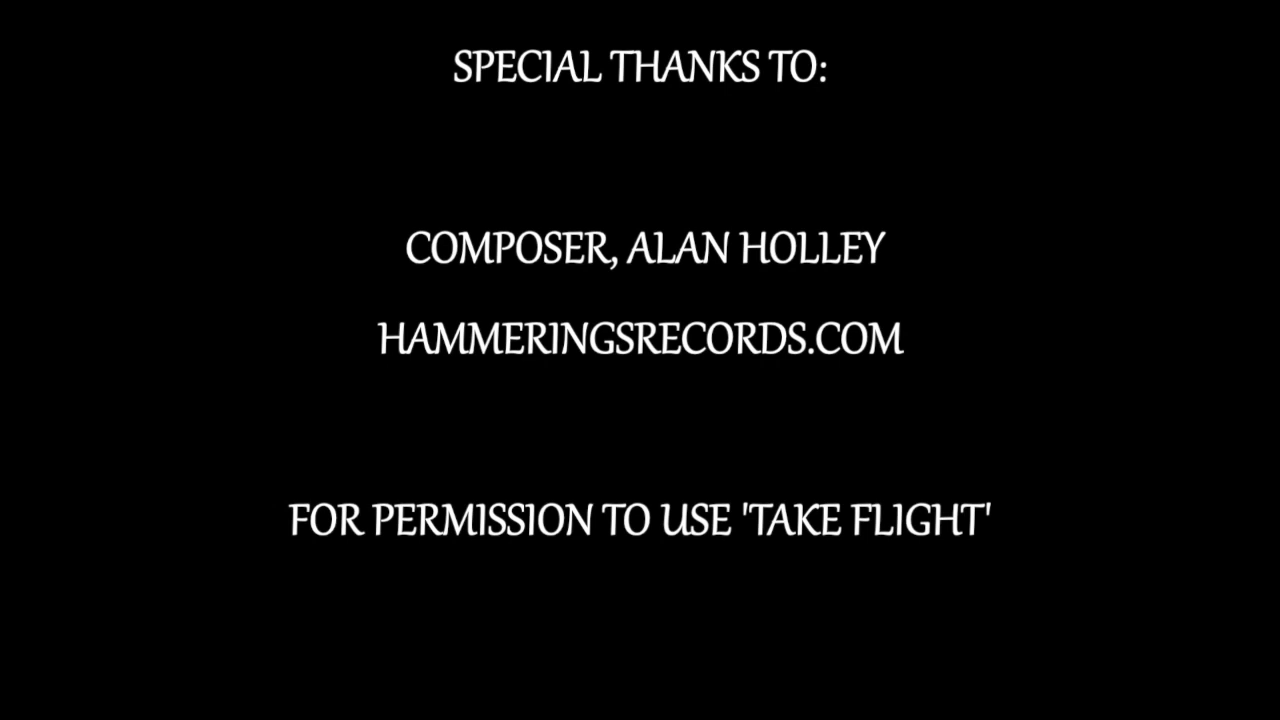 SPECIAL THANKS TO:
COMPOSER, ALAN HOLLEY
HAMMERINGSRECORDS.COM
FOR PERMISSION TO USE 'TAKE FLIGHT'